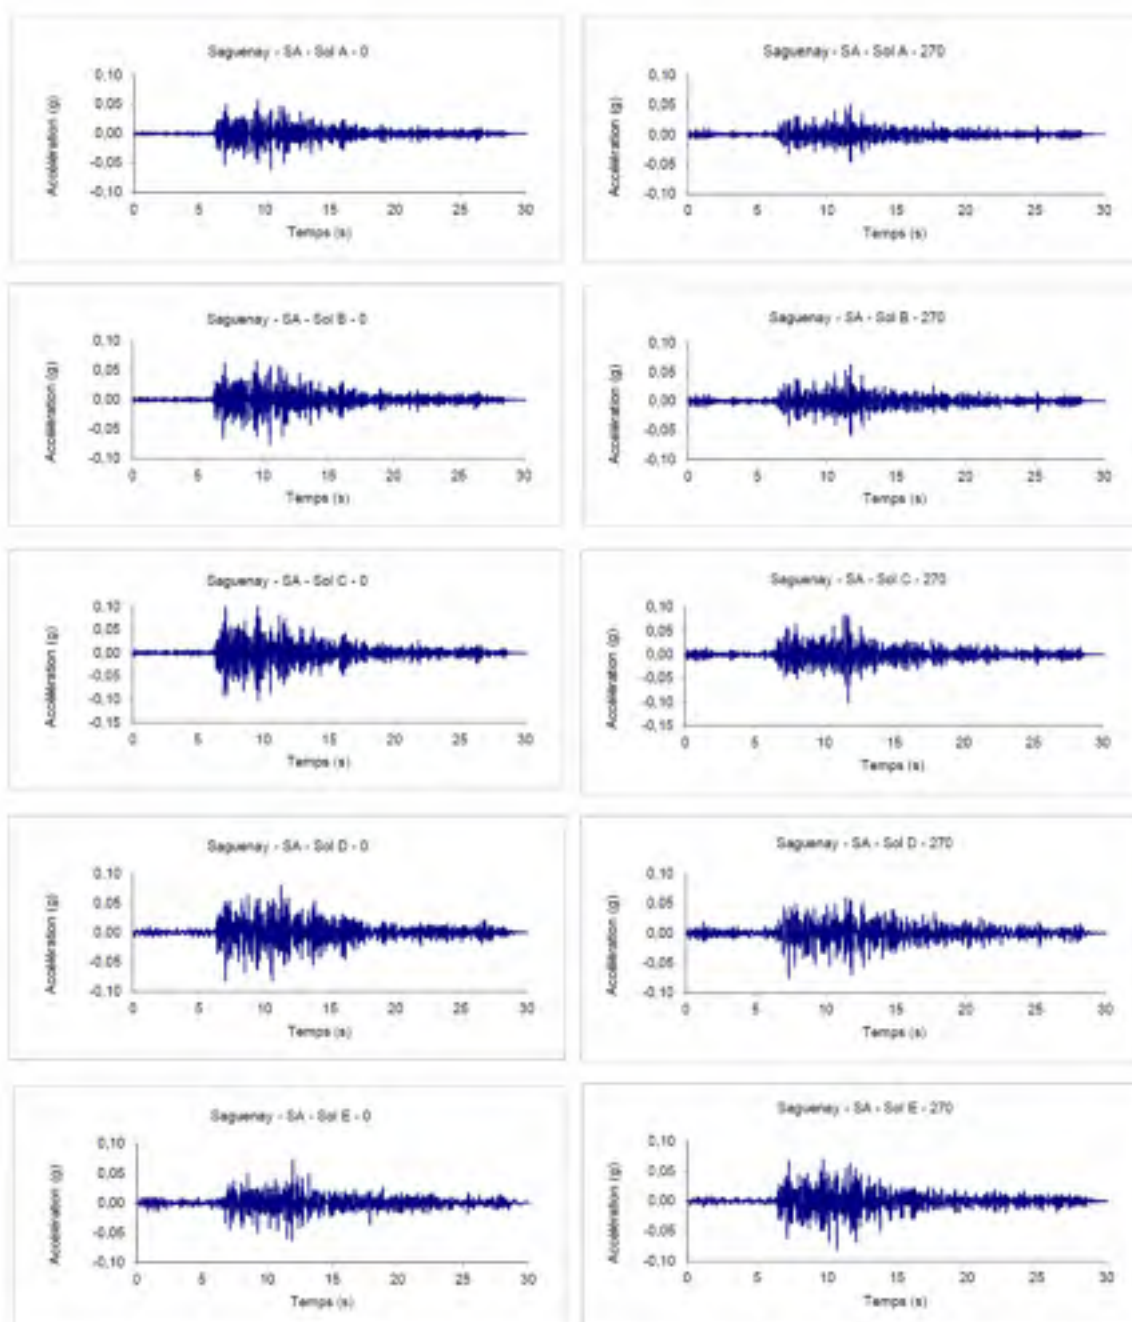 Saguenay - SA - Sol A - 0
Accélération (g)
0,10
0,05
0,00
-0,05
-0,10
0 5 10 15 20 25 30
Temps (s)
Saguenay - SA - Sol A - 270
Accélération (g)
0,10
0,05
0,00
-0,05
-0,10
0 5 10 15 20 25 30
Temps (s)
Saguenay - SA - Sol B - 0
Accélération (g)
0,10
0,05
0,00
-0,05
-0,10
0 5 10 15 20 25 30
Temps (s)
Saguenay - SA - Sol B - 270
Accélération (g)
0,10
0,05
0,00
-0,05
-0,10
0 5 10 15 20 25 30
Temps (s)
Saguenay - SA - Sol C - 0
Accélération (g)
0,10
0,05
0,00
-0,05
-0,10
-0,15
0 5 10 15 20 25 30
Temps (s)
Saguenay - SA - Sol C - 270
Accélération (g)
0,10
0,05
0,00
-0,05
-0,10
-0,15
0 5 10 15 20 25 30
Temps (s)
Saguenay - SA - Sol D - 0
Accélération (g)
0,10
0,05
0,00
-0,05
-0,10
0 5 10 15 20 25 30
Temps (s)
Saguenay - SA - Sol D - 270
Accélération (g)
0,10
0,05
0,00
-0,05
-0,10
0 5 10 15 20 25 30
Temps (s)
Saguenay - SA - Sol E - 0
Accélération (g)
0,10
0,05
0,00
-0,05
-0,10
0 5 10 15 20 25 30
Temps (s)
Saguenay - SA - Sol E - 270
Accélération (g)
0,10
0,05
0,00
-0,05
-0,10
0 5 10 15 20 25 30
Temps (s)